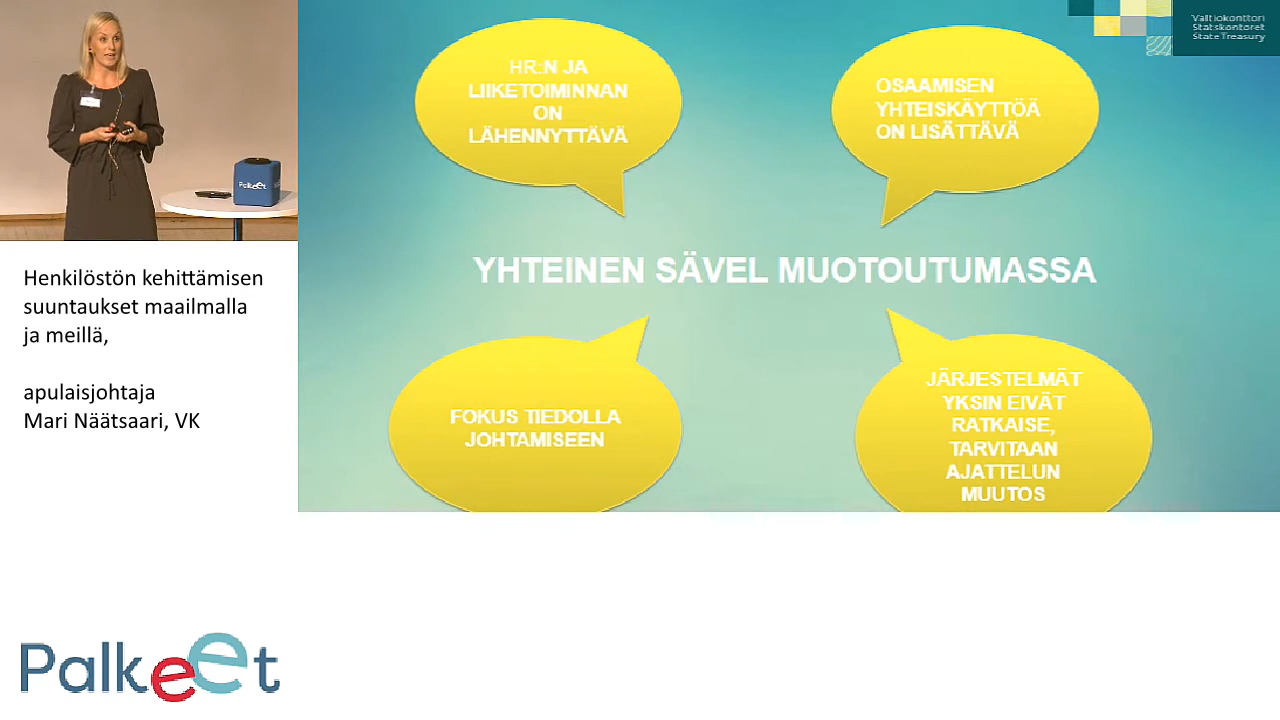 Palkeet
Henkilöstön kehittämisen
suuntaukset maailmalla
ja meillä,
apulaisjohtaja
Mari Näätsaari, VK
Palkeet
Valtiokonttori
Statskontoret
State Treasury
HR:N JA
LIIKETOIMINNAN
ON
LÄHENNYTTÄVÄ
OSAAMISEN
YHTEISKÄYTTÖÄ
ON LISÄTTÄVÄ
YHTEINEN SÄVEL MUOTOUTUMASSA
FOKUS TIEDOLLA
JOHTAMISEEN
JÄRJESTELMÄT
YKSIN EIVÄT
RATKAISE,
TARVITAAN
AJATTELUN
MUUTOS